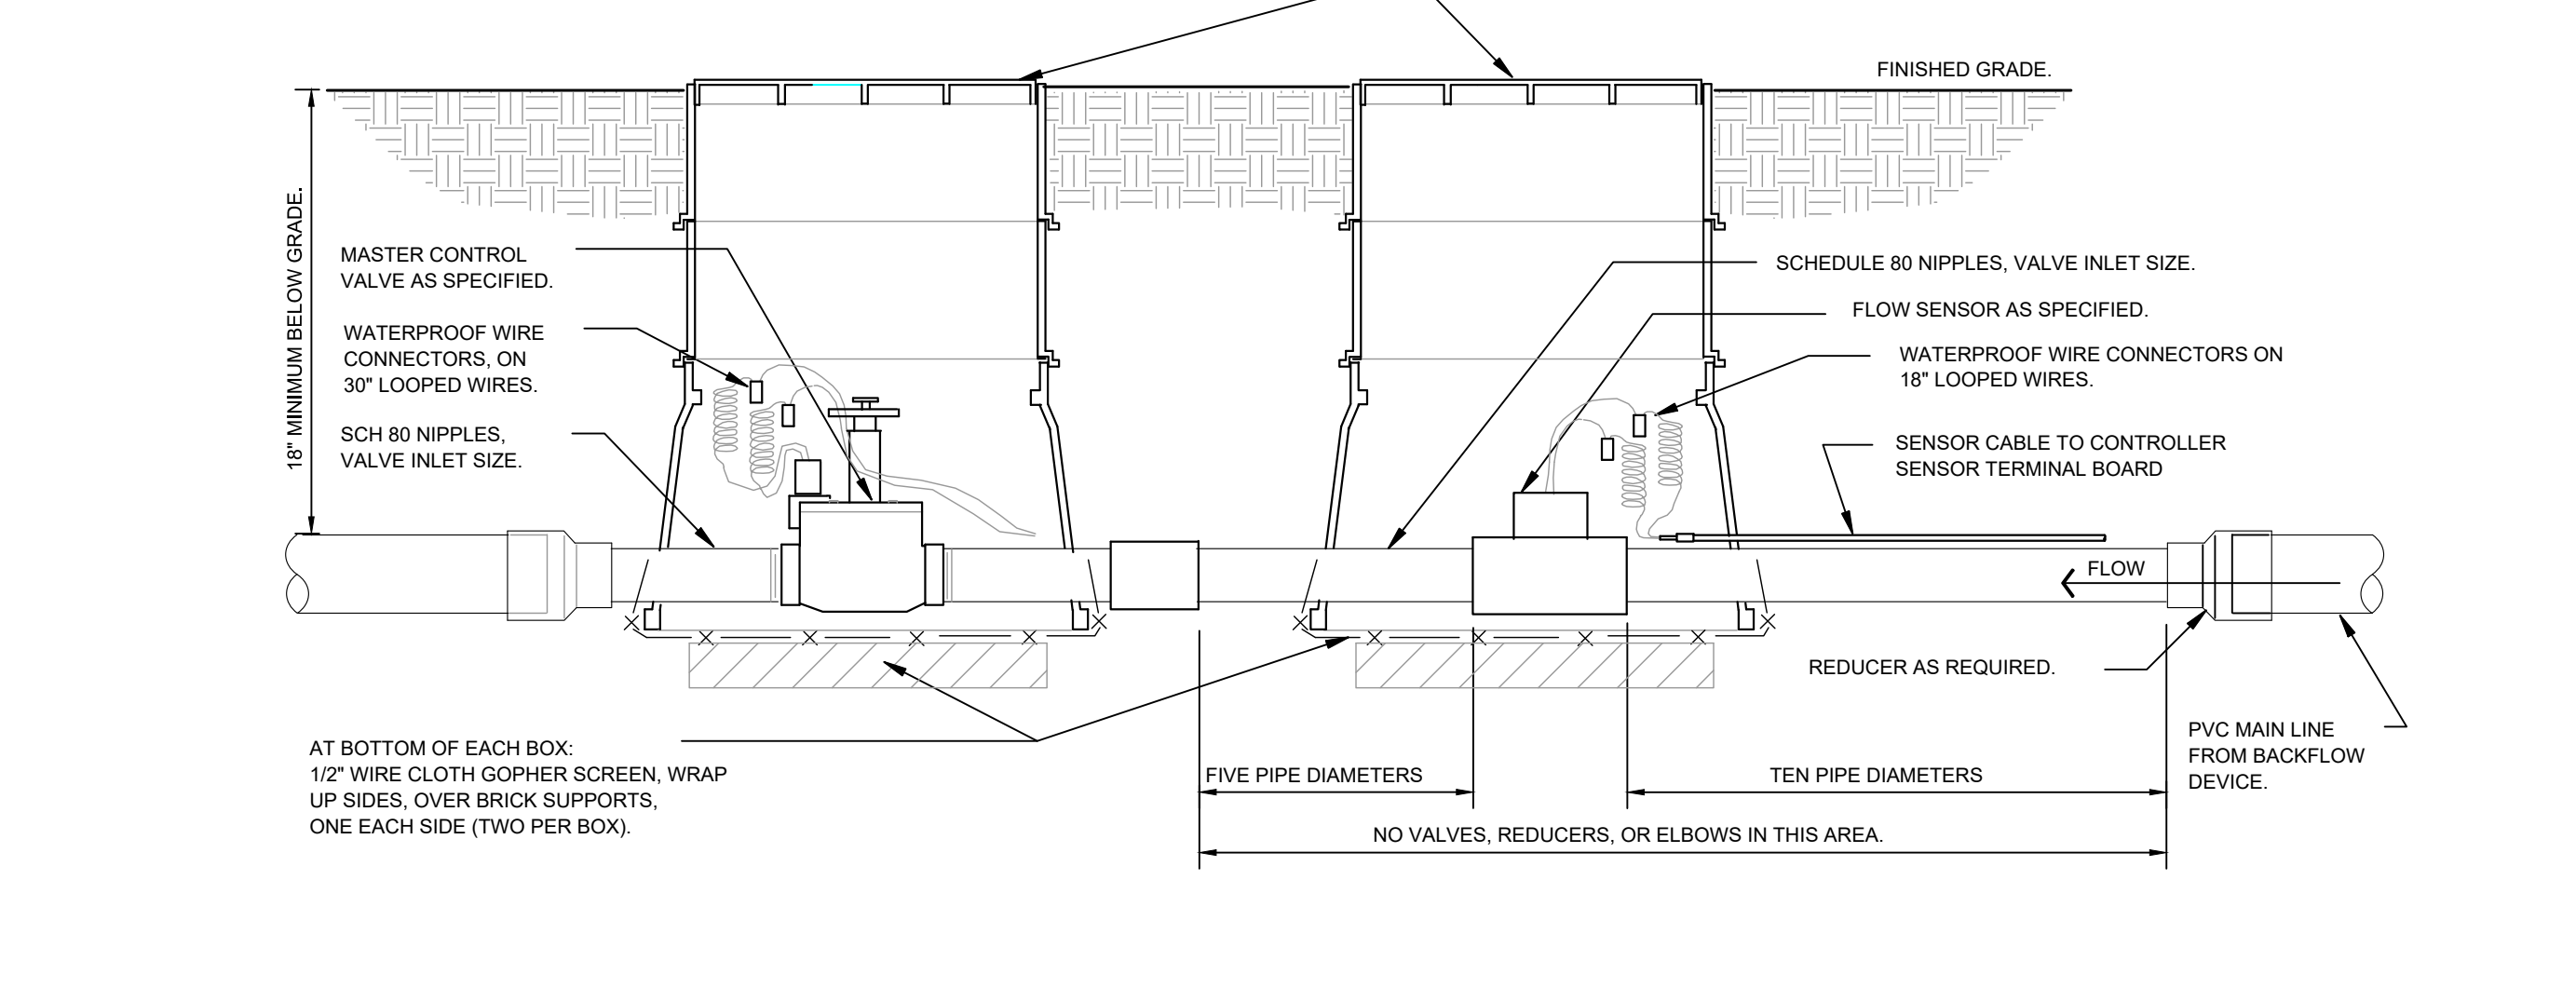 FINISHED GRADE.
18" MINIMUM BELOW GRADE.
MASTER CONTROL
VALVE AS SPECIFIED.
WATERPROOF WIRE
CONNECTORS, ON
30" LOOPED WIRES.
SCH 80 NIPPLES,
VALVE INLET SIZE.
SCHEDULE 80 NIPPLES, VALVE INLET SIZE.
FLOW SENSOR AS SPECIFIED.
WATERPROOF WIRE CONNECTORS ON
18" LOOPED WIRES.
SENSOR CABLE TO CONTROLLER
SENSOR TERMINAL BOARD
FLOW
REDUCER AS REQUIRED.
PVC MAIN LINE
FROM BACKFLOW
DEVICE.
AT BOTTOM OF EACH BOX:
1/2" WIRE CLOTH GOPHER SCREEN, WRAP
UP SIDES, OVER BRICK SUPPORTS,
ONE EACH SIDE (TWO PER BOX).
FIVE PIPE DIAMETERS
TEN PIPE DIAMETERS
NO VALVES, REDUCERS, OR ELBOWS IN THIS AREA.